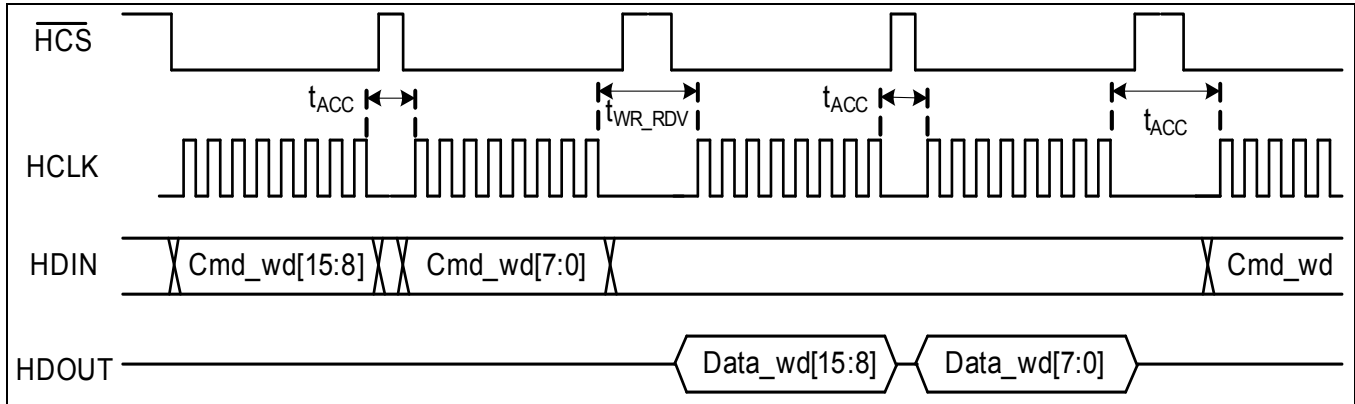 HCS
tACC
tWR_RDV
tACC
tACC
HCLK
HDIN
Cmd_wd[15:8]
Cmd_wd[7:0]
Cmd_wd
HDOUT
Data_wd[15:8]
Data_wd[7:0]